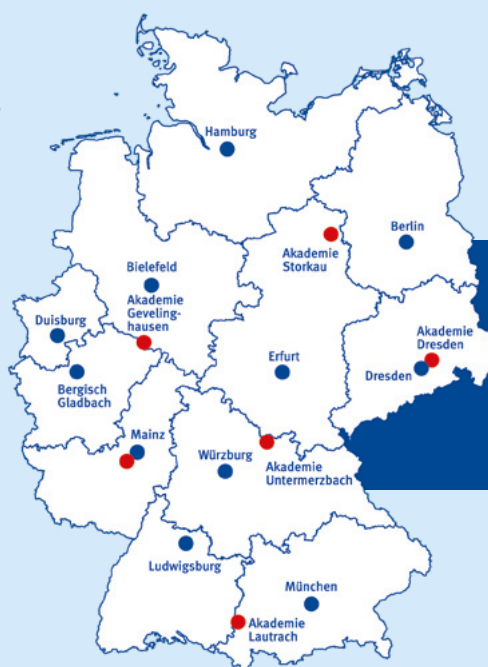 Hamburg
Akademie
Storkau
Berlin
Bielefeld
Akademie
Geveling-
hausen
Duisburg
Akademie
Dresden
Erfurt
Dresden
Bergisch
Gladbach
Mainz
Würzburg
Akademie
Untermerzbach
Ludwigsburg
München
Akademie
Lautrach